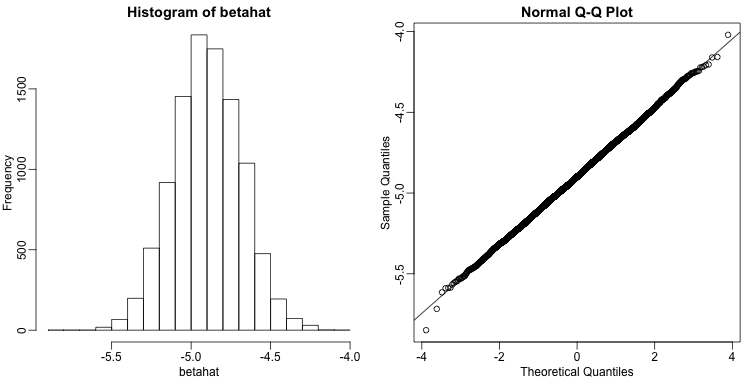 Histogram of betahat
Frequency
1500
1000
500
0
-5.5 -5.0 -4.5 -4.0
betahat
Normal Q-Q Plot
Sample Quantiles
-4.0
-4.5
-5.0
-5.5
-4 -2 0 2 4
Theoretical Quantiles